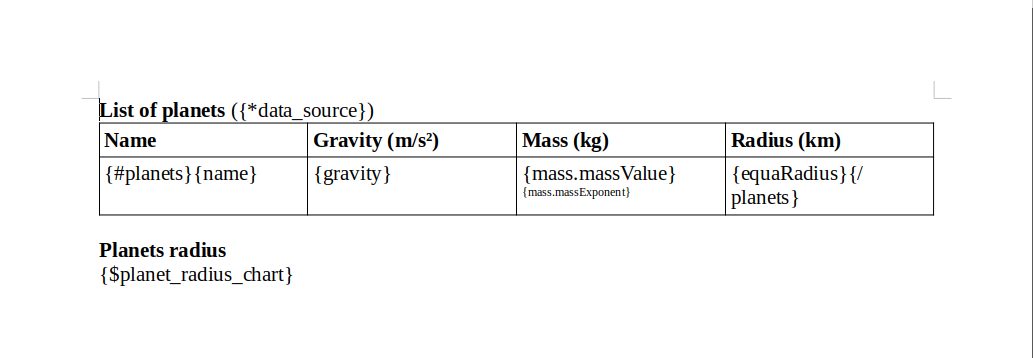 List of planets ({*data_source})
Name Gravity (m/s²) Mass (kg) Radius (km)
{#planets}{name} {gravity} {mass.massValue} {equaRadius}{/
{mass.massExponent} planets}
Planets radius
{$planet_radius_chart}